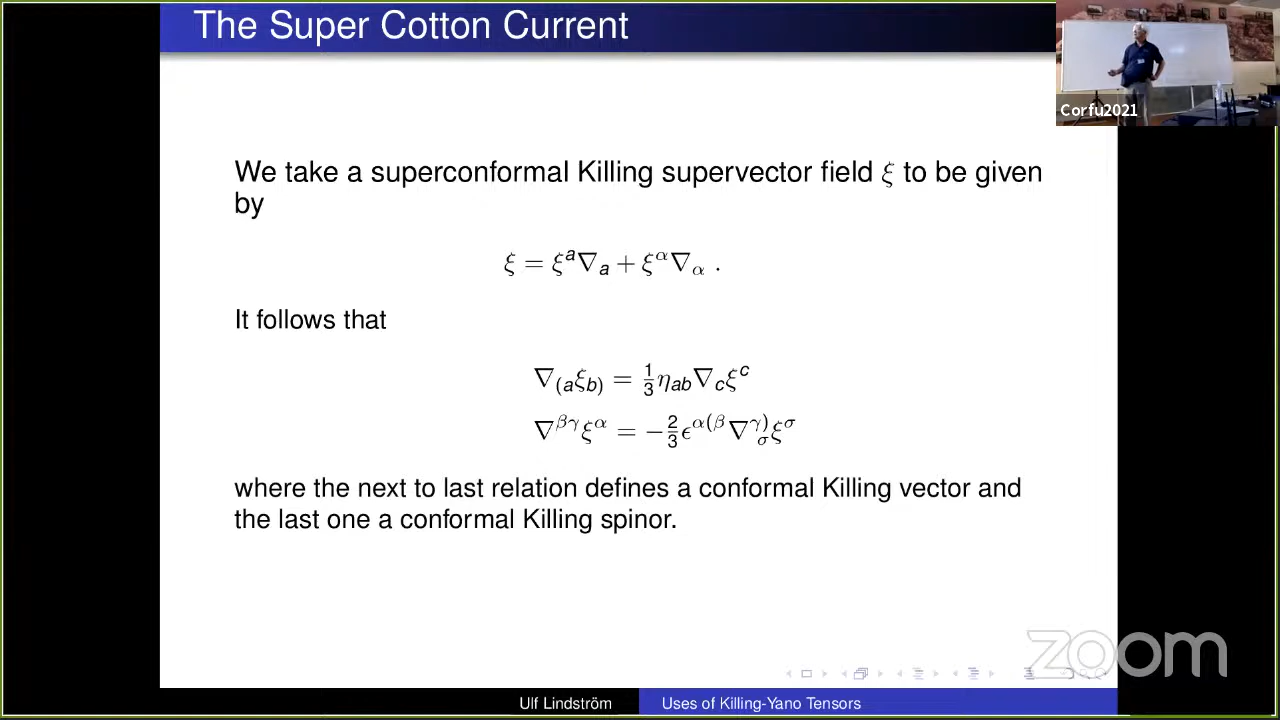 The Super Cotton Current
Corfu2021
We take a superconformal Killing supervector field ξ to be given
by
ξ = ξ^a ∇_a + ξ^α ∇_α .
It follows that
∇_(a ξ_b) = 1/3 η_ab ∇_c ξ^c
∇^βγ ξ^α = −2/3 ϵ^α(β ∇^γ)_σ ξ^σ
where the next to last relation defines a conformal Killing vector and
the last one a conformal Killing spinor.
zoom
Ulf Lindström Uses of Killing-Yano Tensors